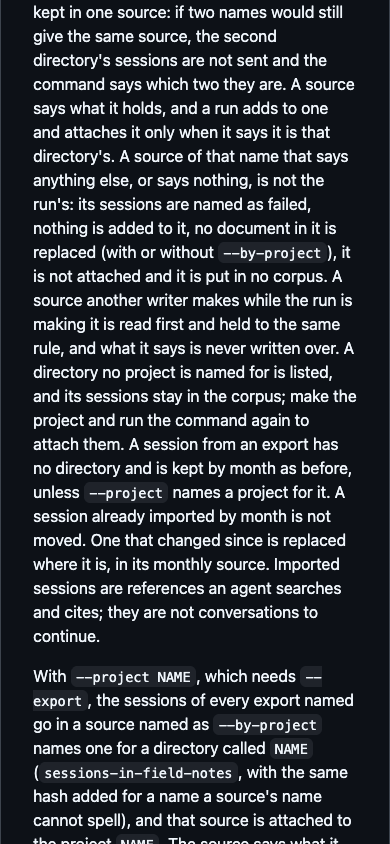 kept in one source: if two names would still
give the same source, the second
directory's sessions are not sent and the
command says which two they are. A source
says what it holds, and a run adds to one
and attaches it only when it says it is that
directory's. A source of that name that says
anything else, or says nothing, is not the
run's: its sessions are named as failed,
nothing is added to it, no document in it is
replaced (with or without --by-project), it
is not attached and it is put in no corpus. A
source another writer makes while the run is
making it is read first and held to the same
rule, and what it says is never written over. A
directory no project is named for is listed,
and its sessions stay in the corpus; make the
project and run the command again to
attach them. A session from an export has
no directory and is kept by month as before,
unless --project names a project for it. A
session already imported by month is not
moved. One that changed since is replaced
where it is, in its monthly source. Imported
sessions are references an agent searches
and cites; they are not conversations to
continue.
With --project NAME, which needs --
export, the sessions of every export named
go in a source named as --by-project
names one for a directory called NAME
(sessions-in-field-notes, with the same
hash added for a name a source's name
cannot spell), and that source is attached to
the project NAME. The source says what it